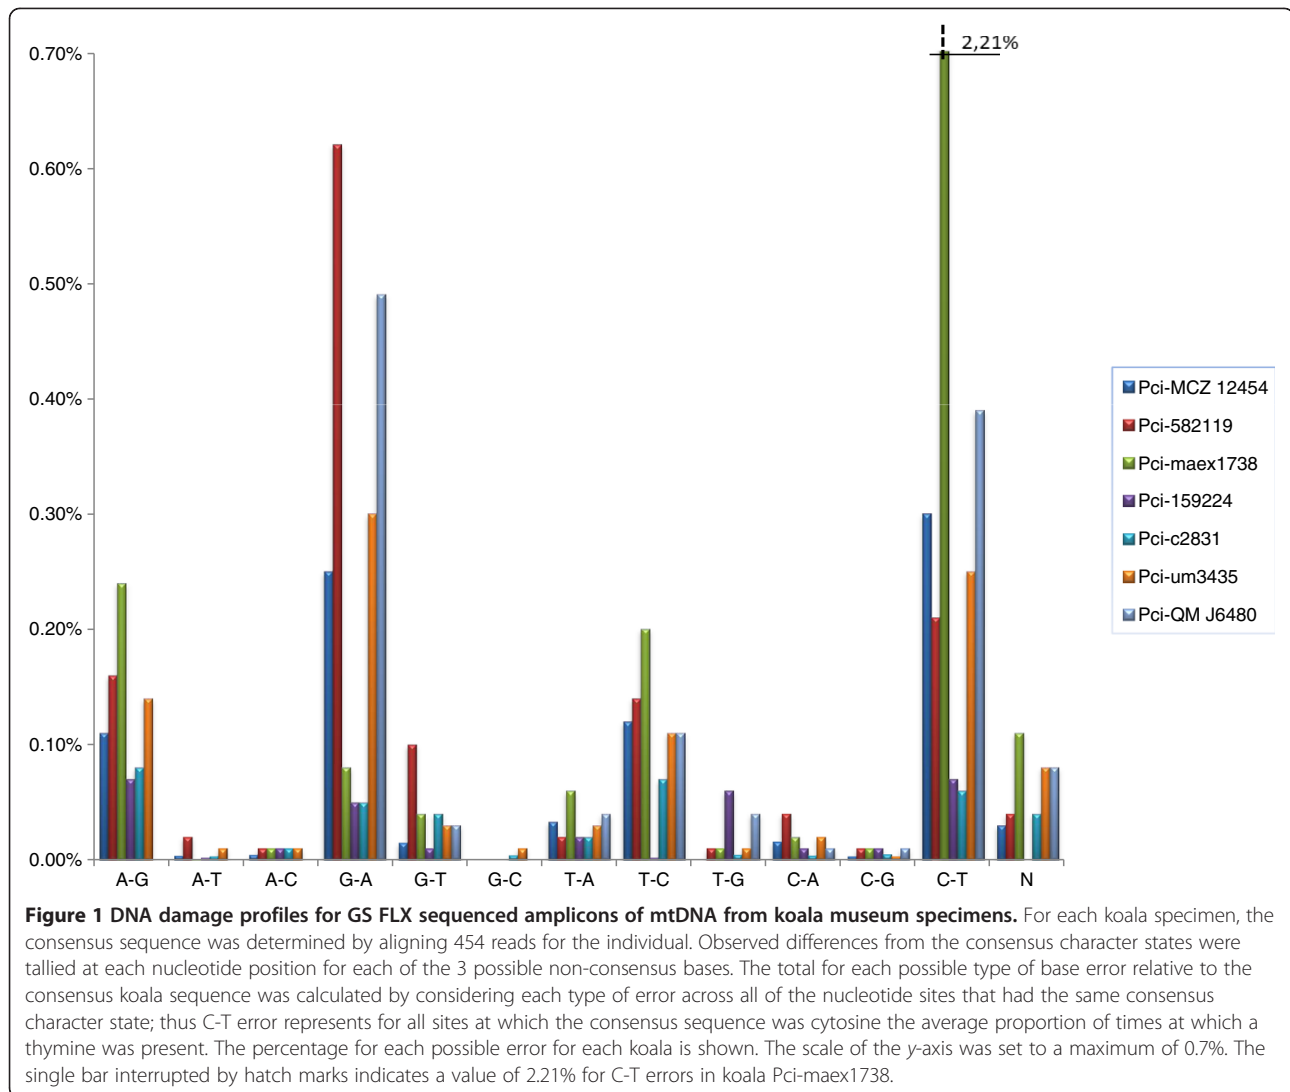 2,21%
0.70%
0.60%
0.50%
0.40%
0.30%
0.20%
0.10%
0.00%
A-G A-T A-C G-A G-T G-C T-A T-C T-G C-A C-G C-T N
Pci-MCZ 12454
Pci-582119
Pci-maex1738
Pci-159224
Pci-c2831
Pci-um3435
Pci-QM J6480
Figure 1 DNA damage profiles for GS FLX sequenced amplicons of mtDNA from koala museum specimens. For each koala specimen, the
consensus sequence was determined by aligning 454 reads for the individual. Observed differences from the consensus character states were
tallied at each nucleotide position for each of the 3 possible non-consensus bases. The total for each possible type of base error relative to the
consensus koala sequence was calculated by considering each type of error across all of the nucleotide sites that had the same consensus
character state; thus C-T error represents for all sites at which the consensus sequence was cytosine the average proportion of times at which a
thymine was present. The percentage for each possible error for each koala is shown. The scale of the y-axis was set to a maximum of 0.7%. The
single bar interrupted by hatch marks indicates a value of 2.21% for C-T errors in koala Pci-maex1738.